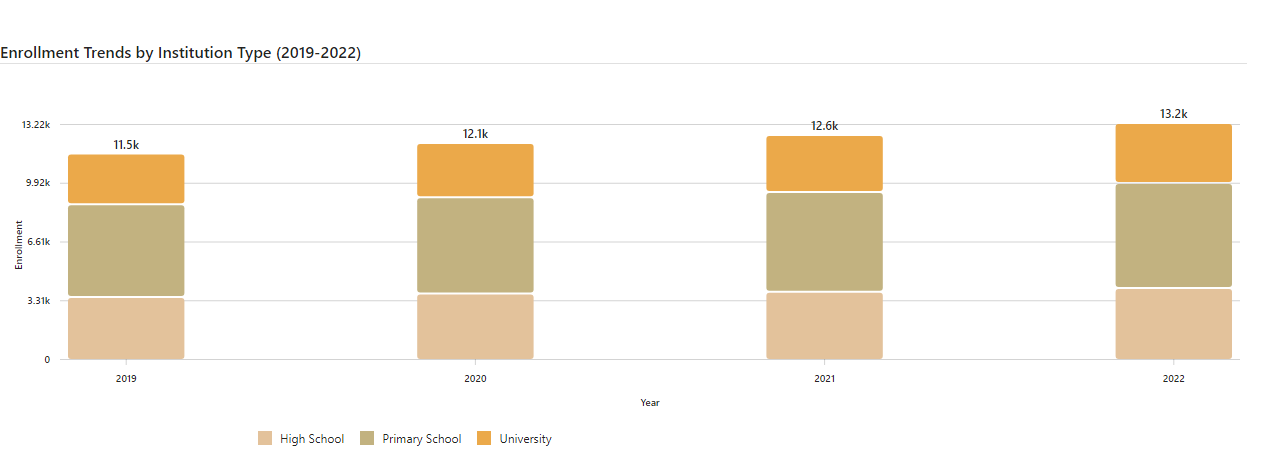 Enrollment Trends by Institution Type (2019-2022)
13.22k
9.92k
6.61k
3.31k
0
Enrollment
11.5k
12.1k
12.6k
13.2k
2019
2020
2021
2022
Year
High School
Primary School
University